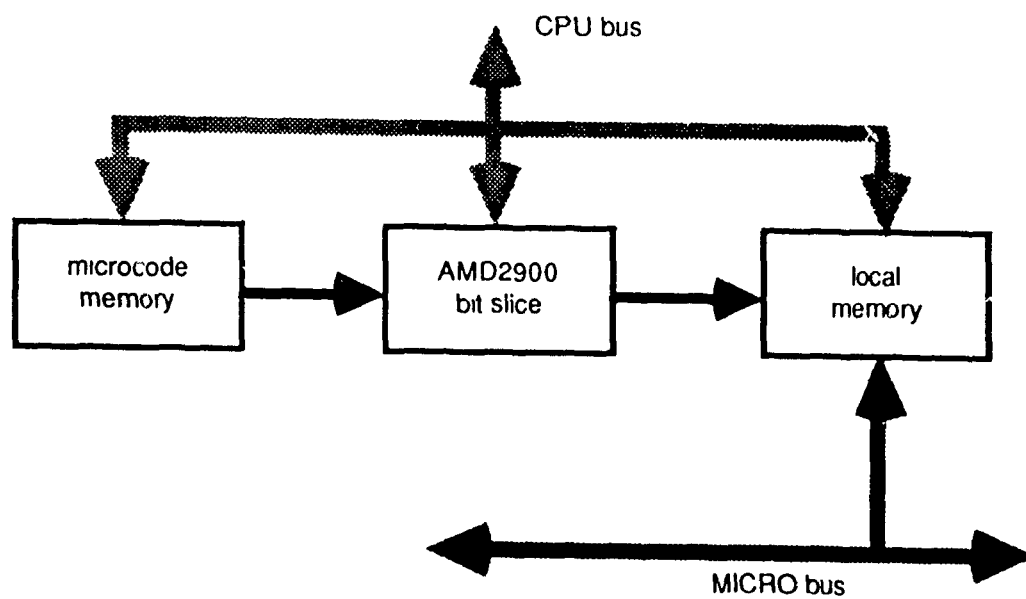 CPU bus
microcode
memory
AMD2900
bit slice
local
memory
MICRO bus